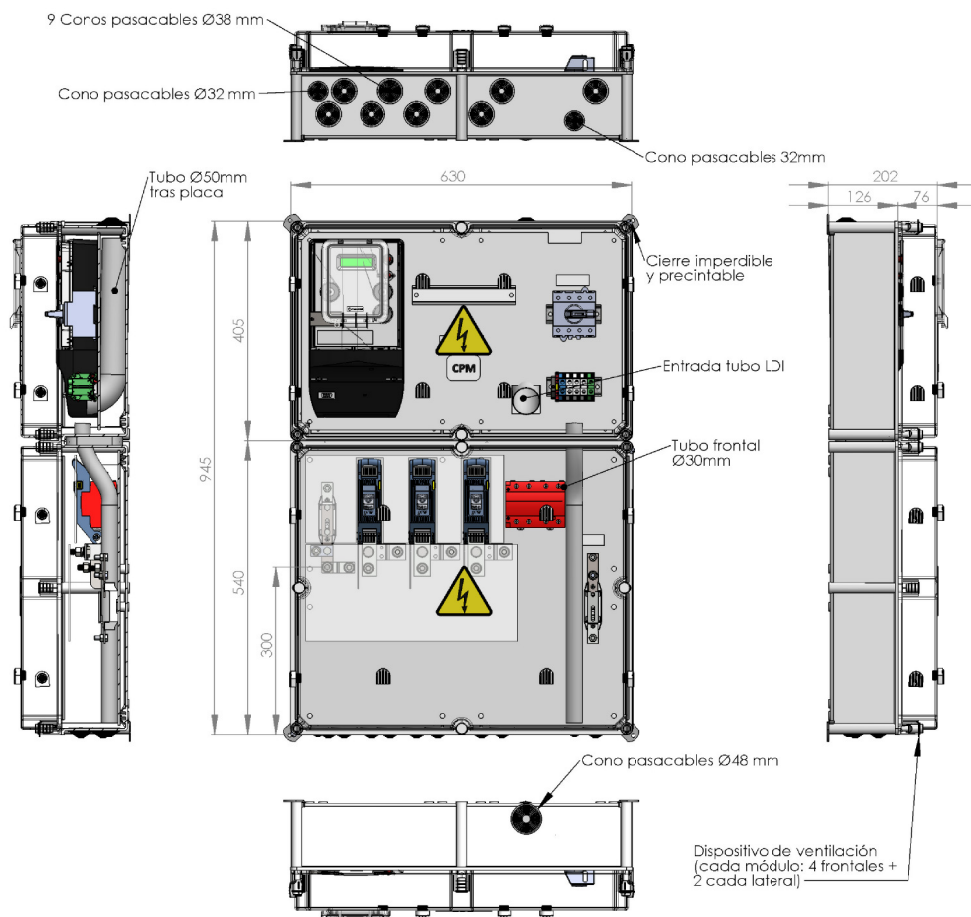 9 Conos pasacables Ø38 mm
Cono pasacables Ø32 mm
Cono pasacables 32mm
Tubo Ø50mm
tras placa
630
202
126
76
Cierre imperdible
y precintable
405
CPM
Entrada tubo LDI
945
Tubo frontal
Ø30mm
540
300
Cono pasacables Ø48 mm
Dispositivo de ventilación
(cada módulo: 4 frontales +
2 cada lateral)